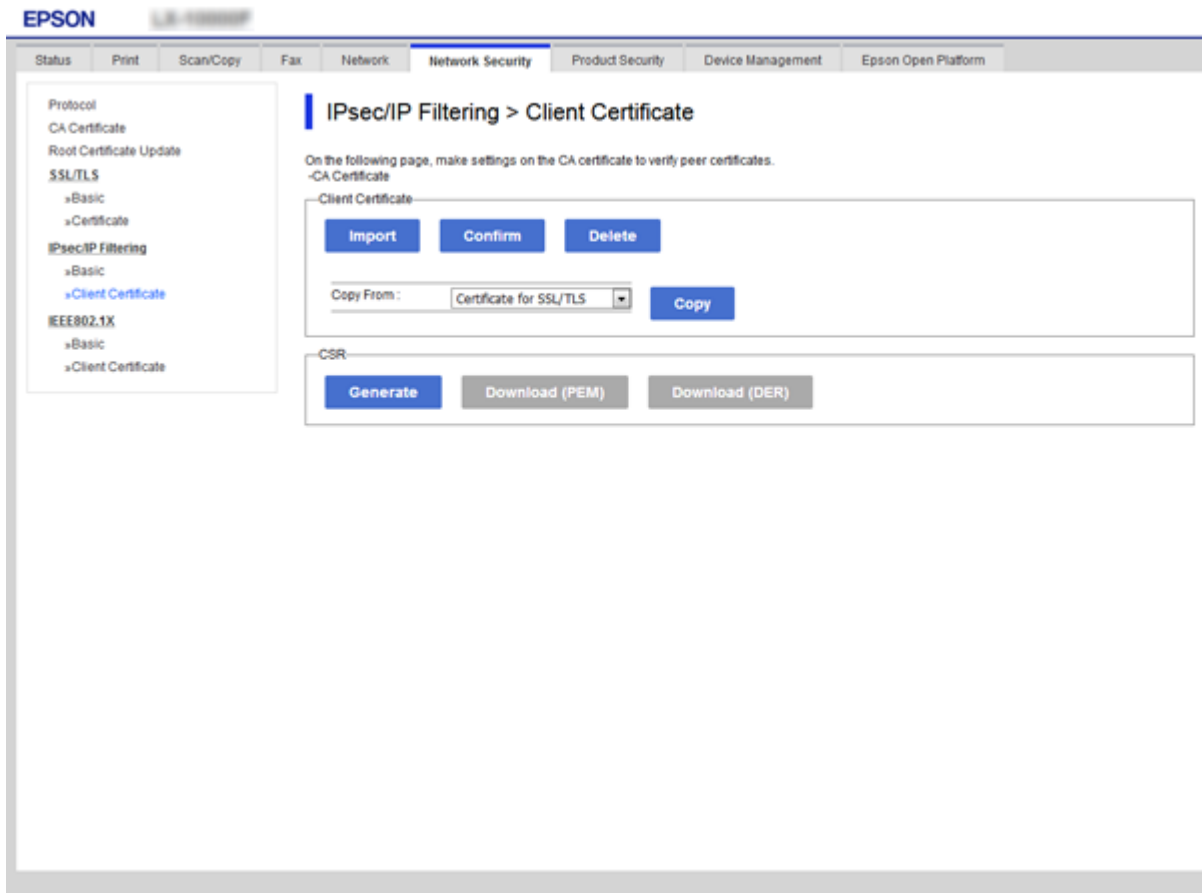 EPSON
Status Print Scan/Copy Fax Network Network Security Product Security Device Management Epson Open Platform
Protocol
CA Certificate
Root Certificate Update
SSL/TLS
»Basic
»Certificate
IPsec/IP Filtering
»Basic
»Client Certificate
IEEE802.1X
»Basic
»Client Certificate
IPsec/IP Filtering > Client Certificate
On the following page, make settings on the CA certificate to verify peer certificates.
-CA Certificate
Client Certificate
Import Confirm Delete
Copy From : Certificate for SSL/TLS Copy
CSR
Generate Download (PEM) Download (DER)